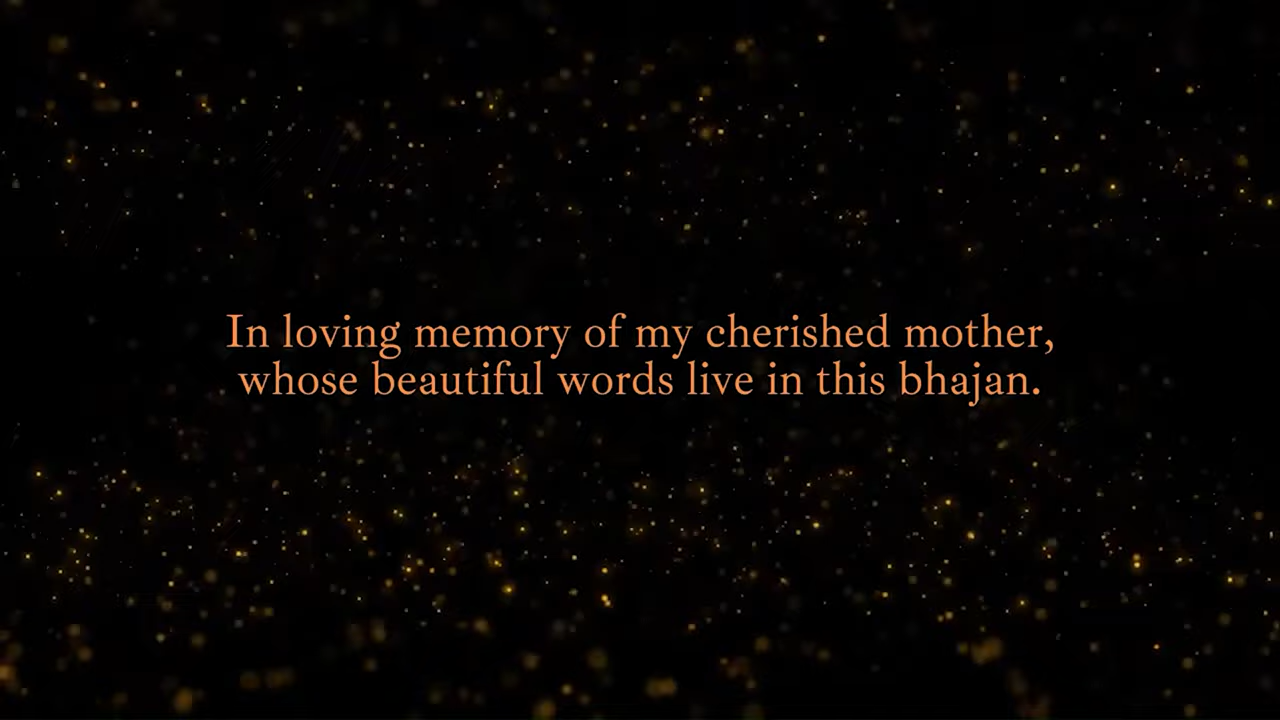 In loving memory of my cherished mother,
whose beautiful words live in this bhajan.